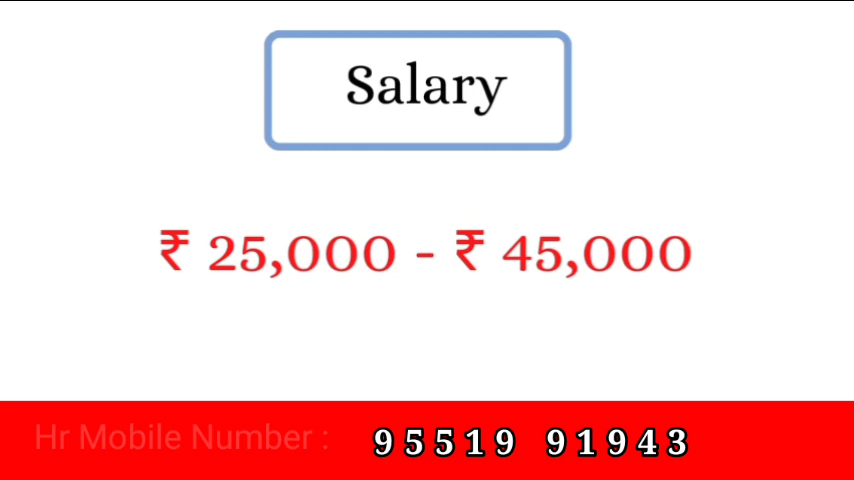 Salary
₹ 25,000 - ₹ 45,000
Hr Mobile Number : 95519 91943